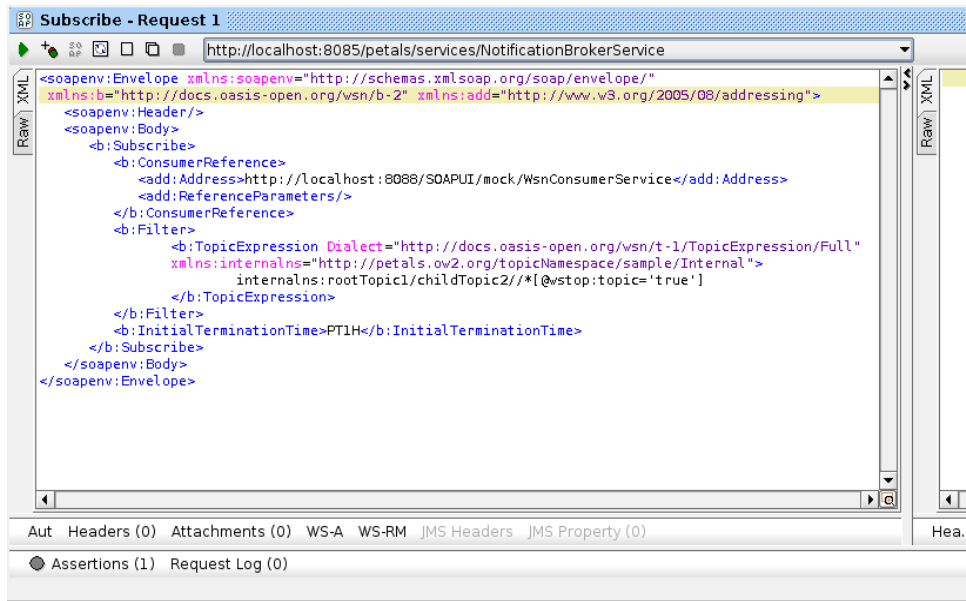 Subscribe - Request 1
http://localhost:8085/petals/services/NotificationBrokerService
XML
Raw
<soapenv:Envelope xmlns:soapenv="http://schemas.xmlsoap.org/soap/envelope/"
xmlns:b="http://docs.oasis-open.org/wsn/b-2" xmlns:add="http://www.w3.org/2005/08/addressing">
<soapenv:Header/>
<soapenv:Body>
<b:Subscribe>
<b:ConsumerReference>
<add:Address>http://localhost:8088/SOAPUI/mock/WsnConsumerService</add:Address>
<add:ReferenceParameters/>
</b:ConsumerReference>
<b:Filter>
<b:TopicExpression Dialect="http://docs.oasis-open.org/wsn/t-1/TopicExpression/Full"
xmlns:internalns="http://petals.ow2.org/topicNamespace/sample/Internal">
internalns:rootTopic1/childTopic2//*[@wstop:topic='true']
</b:TopicExpression>
</b:Filter>
<b:InitialTerminationTime>PT1H</b:InitialTerminationTime>
</b:Subscribe>
</soapenv:Body>
</soapenv:Envelope>
XML
Raw
Aut Headers (0) Attachments (0) WS-A WS-RM JMS Headers JMS Property (0)
Hea.
Assertions (1) Request Log (0)